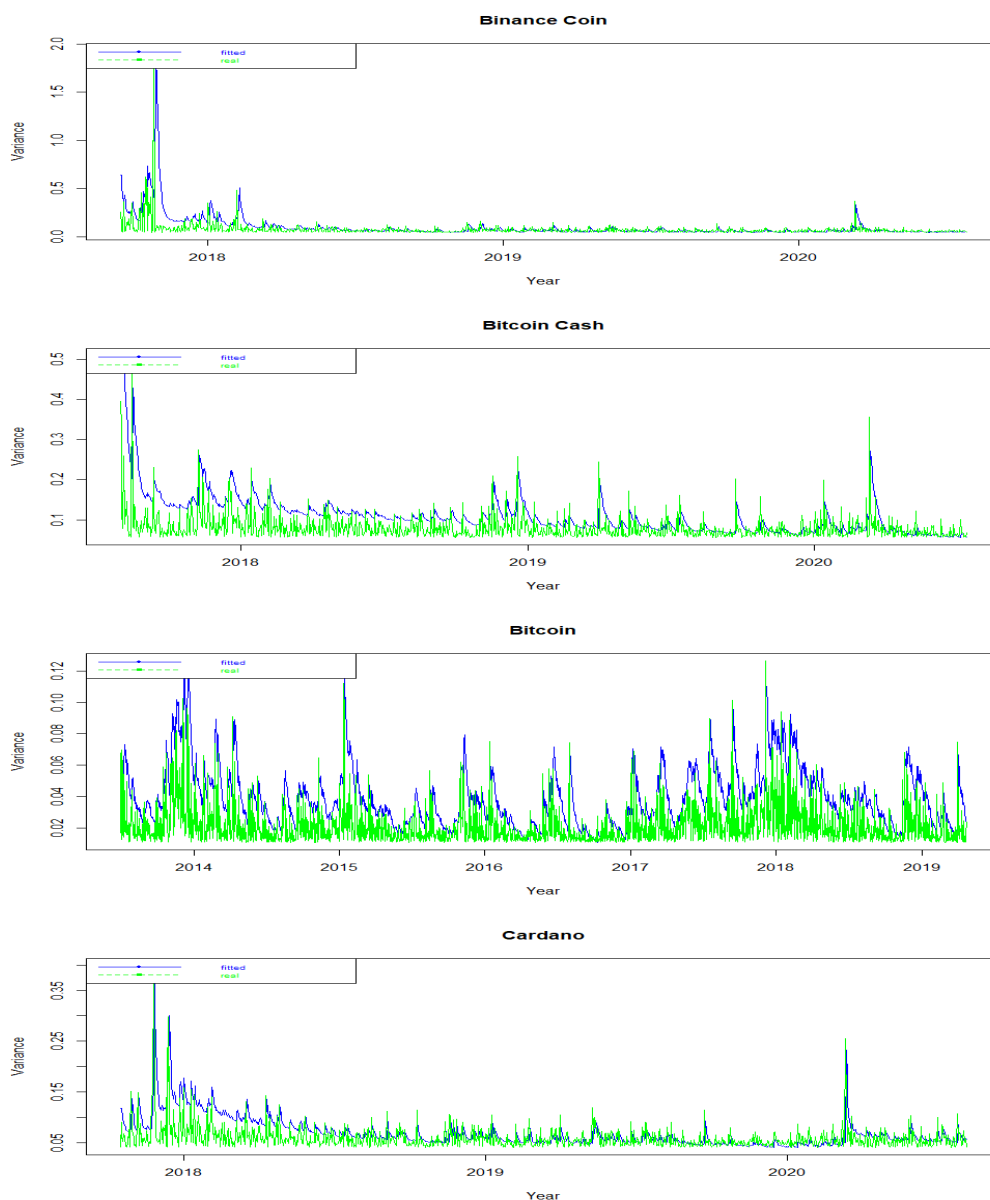 Binance Coin
fitted
real
Variance
0.0 0.5 1.0 1.5 2.0
2018 2019 2020
Year
Bitcoin Cash
fitted
real
Variance
0.1 0.2 0.3 0.4 0.5
2018 2019 2020
Year
Bitcoin
fitted
real
Variance
0.02 0.04 0.06 0.08 0.10 0.12
2014 2015 2016 2017 2018 2019
Year
Cardano
fitted
real
Variance
0.05 0.15 0.25 0.35
2018 2019 2020
Year